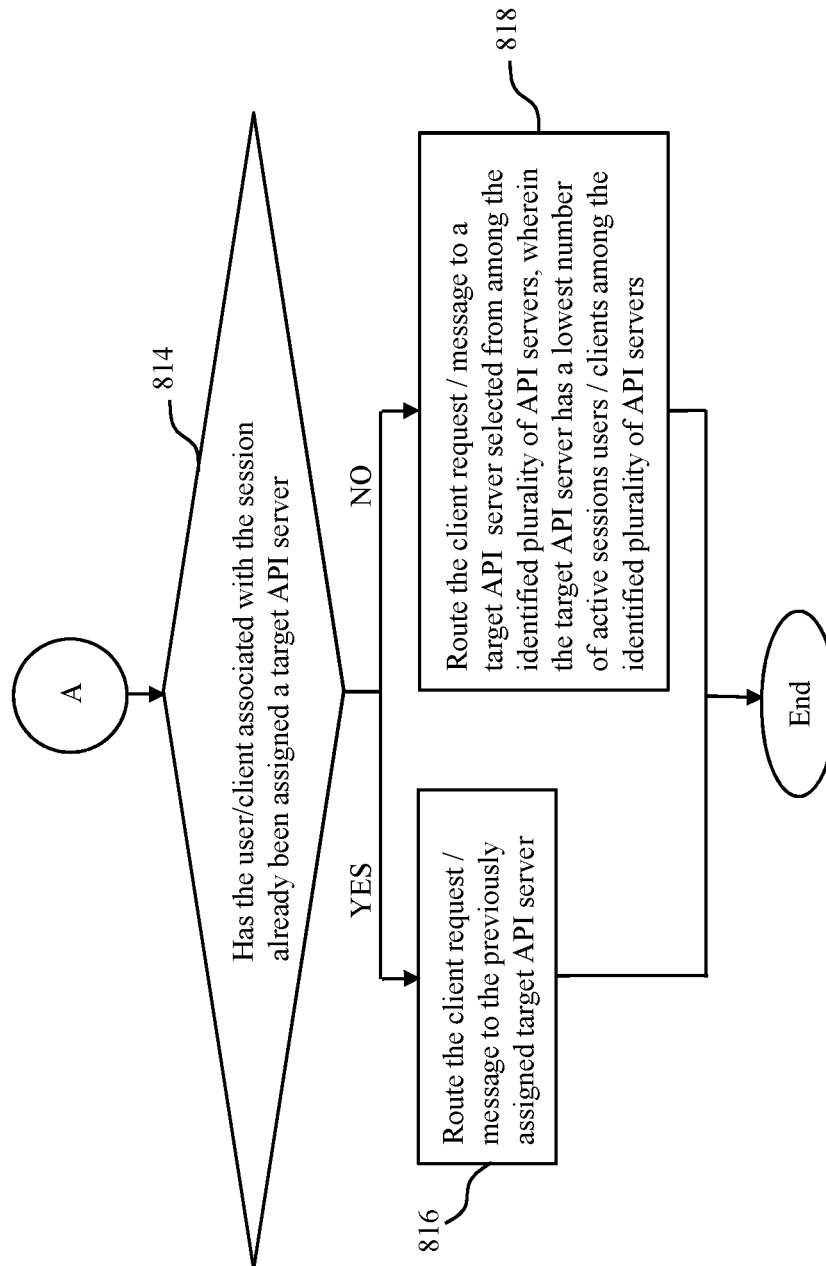 A
814
Has the user/client associated with the session
already been assigned a target API server
YES
NO
816
Route the client request /
message to the previously
assigned target API server
818
Route the client request / message to a
target API server selected from among the
identified plurality of API servers, wherein
the target API server has a lowest number
of active sessions users / clients among the
identified plurality of API servers
End